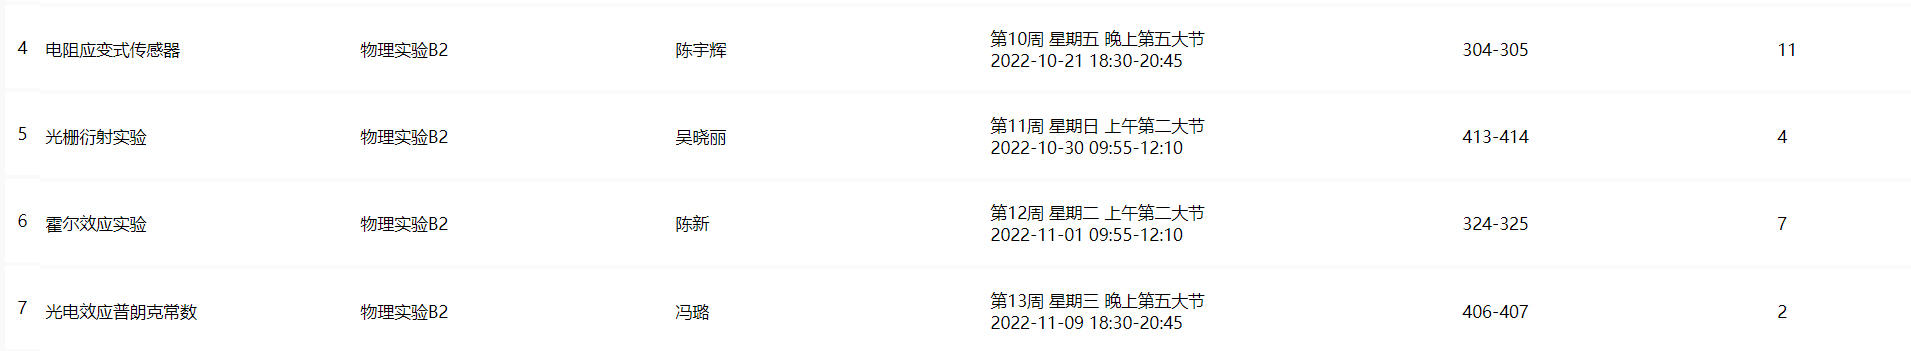 4 电阻应变式传感器 物理实验B2 陈宇辉 第10周 星期五 晚上第五大节 304-305 11
2022-10-21 18:30-20:45
5 光栅衍射实验 物理实验B2 吴晓丽 第11周 星期日 上午第二大节 413-414 4
2022-10-30 09:55-12:10
6 霍尔效应实验 物理实验B2 陈新 第12周 星期二 上午第二大节 324-325 7
2022-11-01 09:55-12:10
7 光电效应普朗克常数 物理实验B2 冯璐 第13周 星期三 晚上第五大节 406-407 2
2022-11-09 18:30-20:45